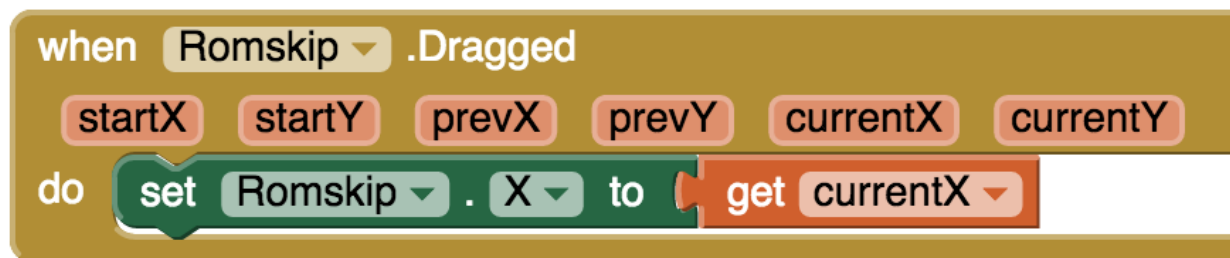 when Romskip .Dragged
startX startY prevX prevY currentX currentY
do set Romskip . X to get currentX